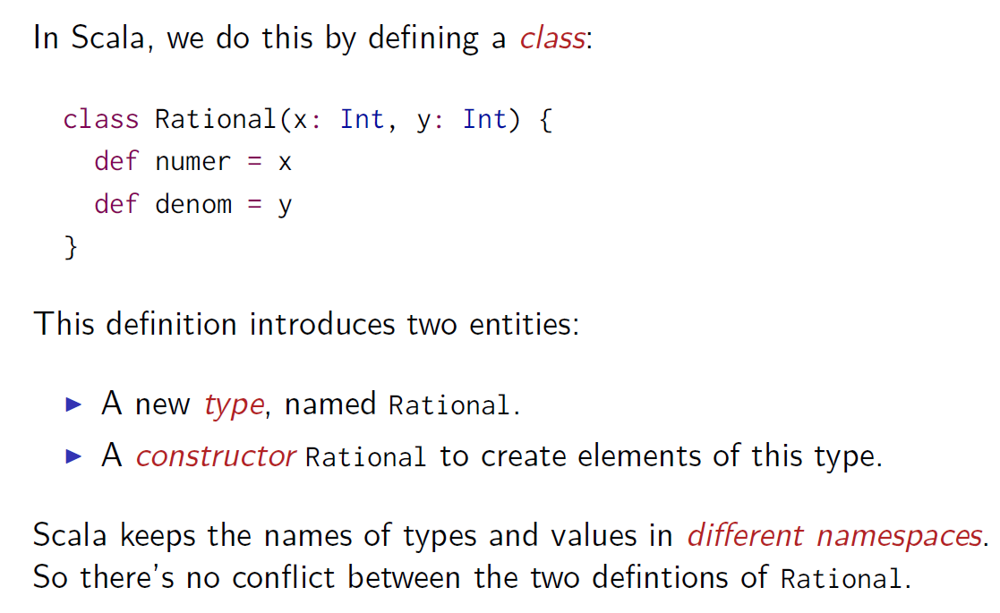 In Scala, we do this by defining a class:
class Rational(x: Int, y: Int) {
  def numer = x
  def denom = y
}
This definition introduces two entities:
▶ A new type, named Rational.
▶ A constructor Rational to create elements of this type.
Scala keeps the names of types and values in different namespaces.
So there's no conflict between the two defintions of Rational.